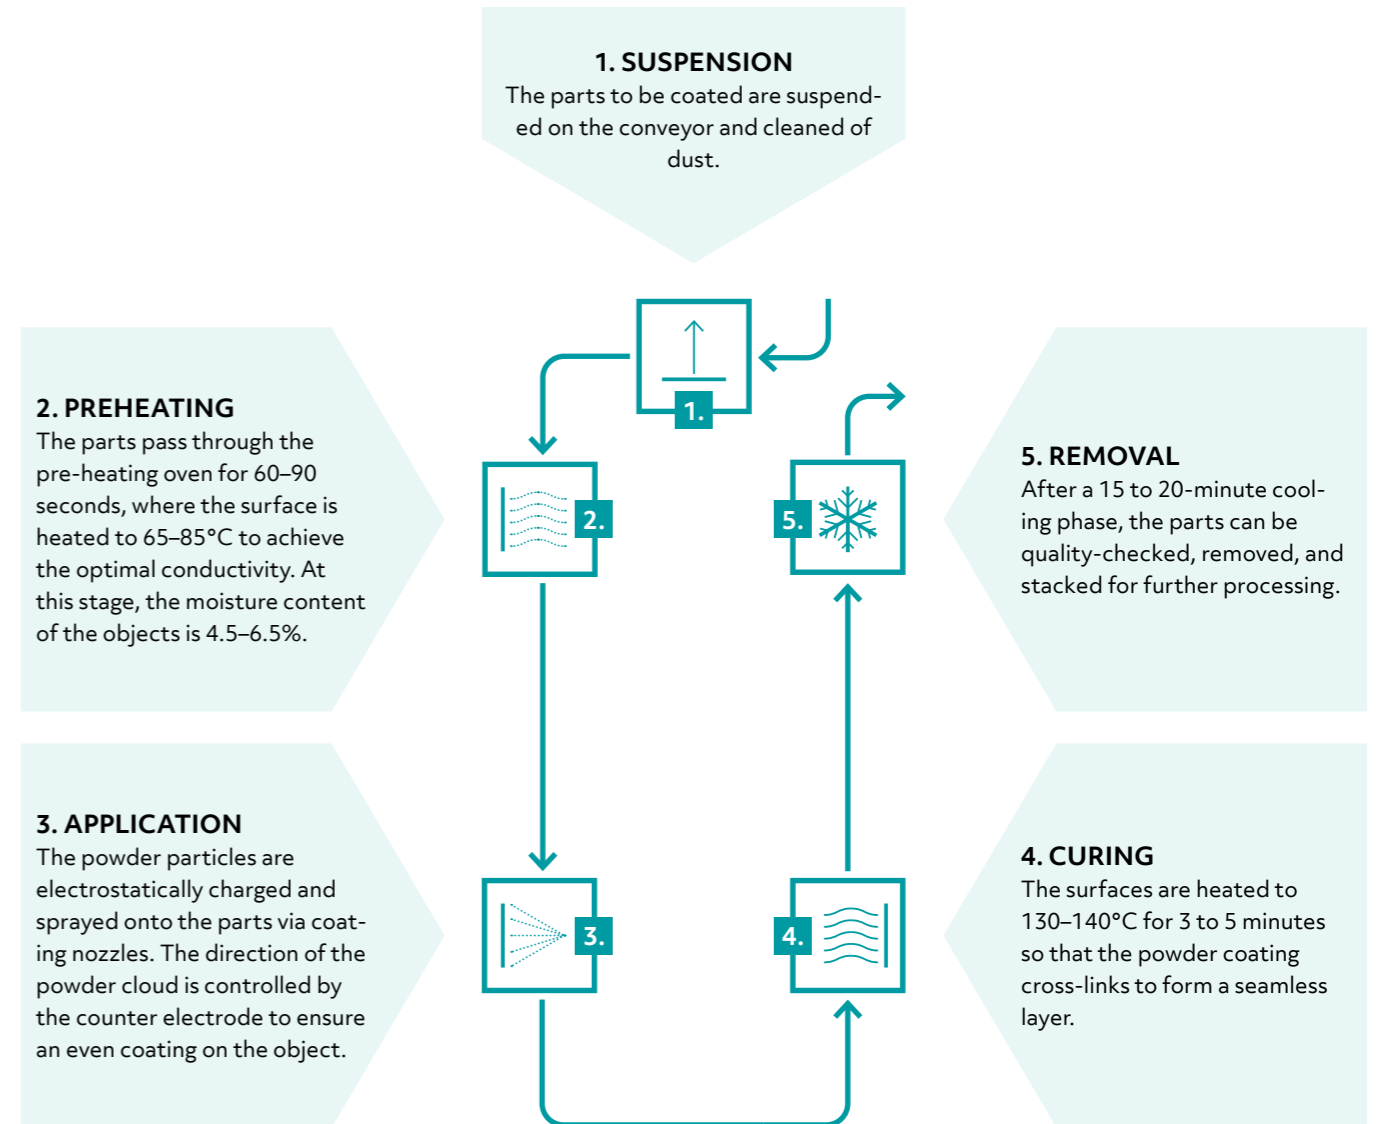 1. SUSPENSION
The parts to be coated are suspend-
ed on the conveyor and cleaned of
dust.
1.
2. PREHEATING
The parts pass through the
pre-heating oven for 60–90
seconds, where the surface is
heated to 65–85°C to achieve
the optimal conductivity. At
this stage, the moisture content
of the objects is 4.5–6.5%.
2.
3. APPLICATION
The powder particles are
electrostatically charged and
sprayed onto the parts via coat-
ing nozzles. The direction of the
powder cloud is controlled by
the counter electrode to ensure
an even coating on the object.
3.
4.
4. CURING
The surfaces are heated to
130–140°C for 3 to 5 minutes
so that the powder coating
cross-links to form a seamless
layer.
5.
5. REMOVAL
After a 15 to 20-minute cool-
ing phase, the parts can be
quality-checked, removed, and
stacked for further processing.